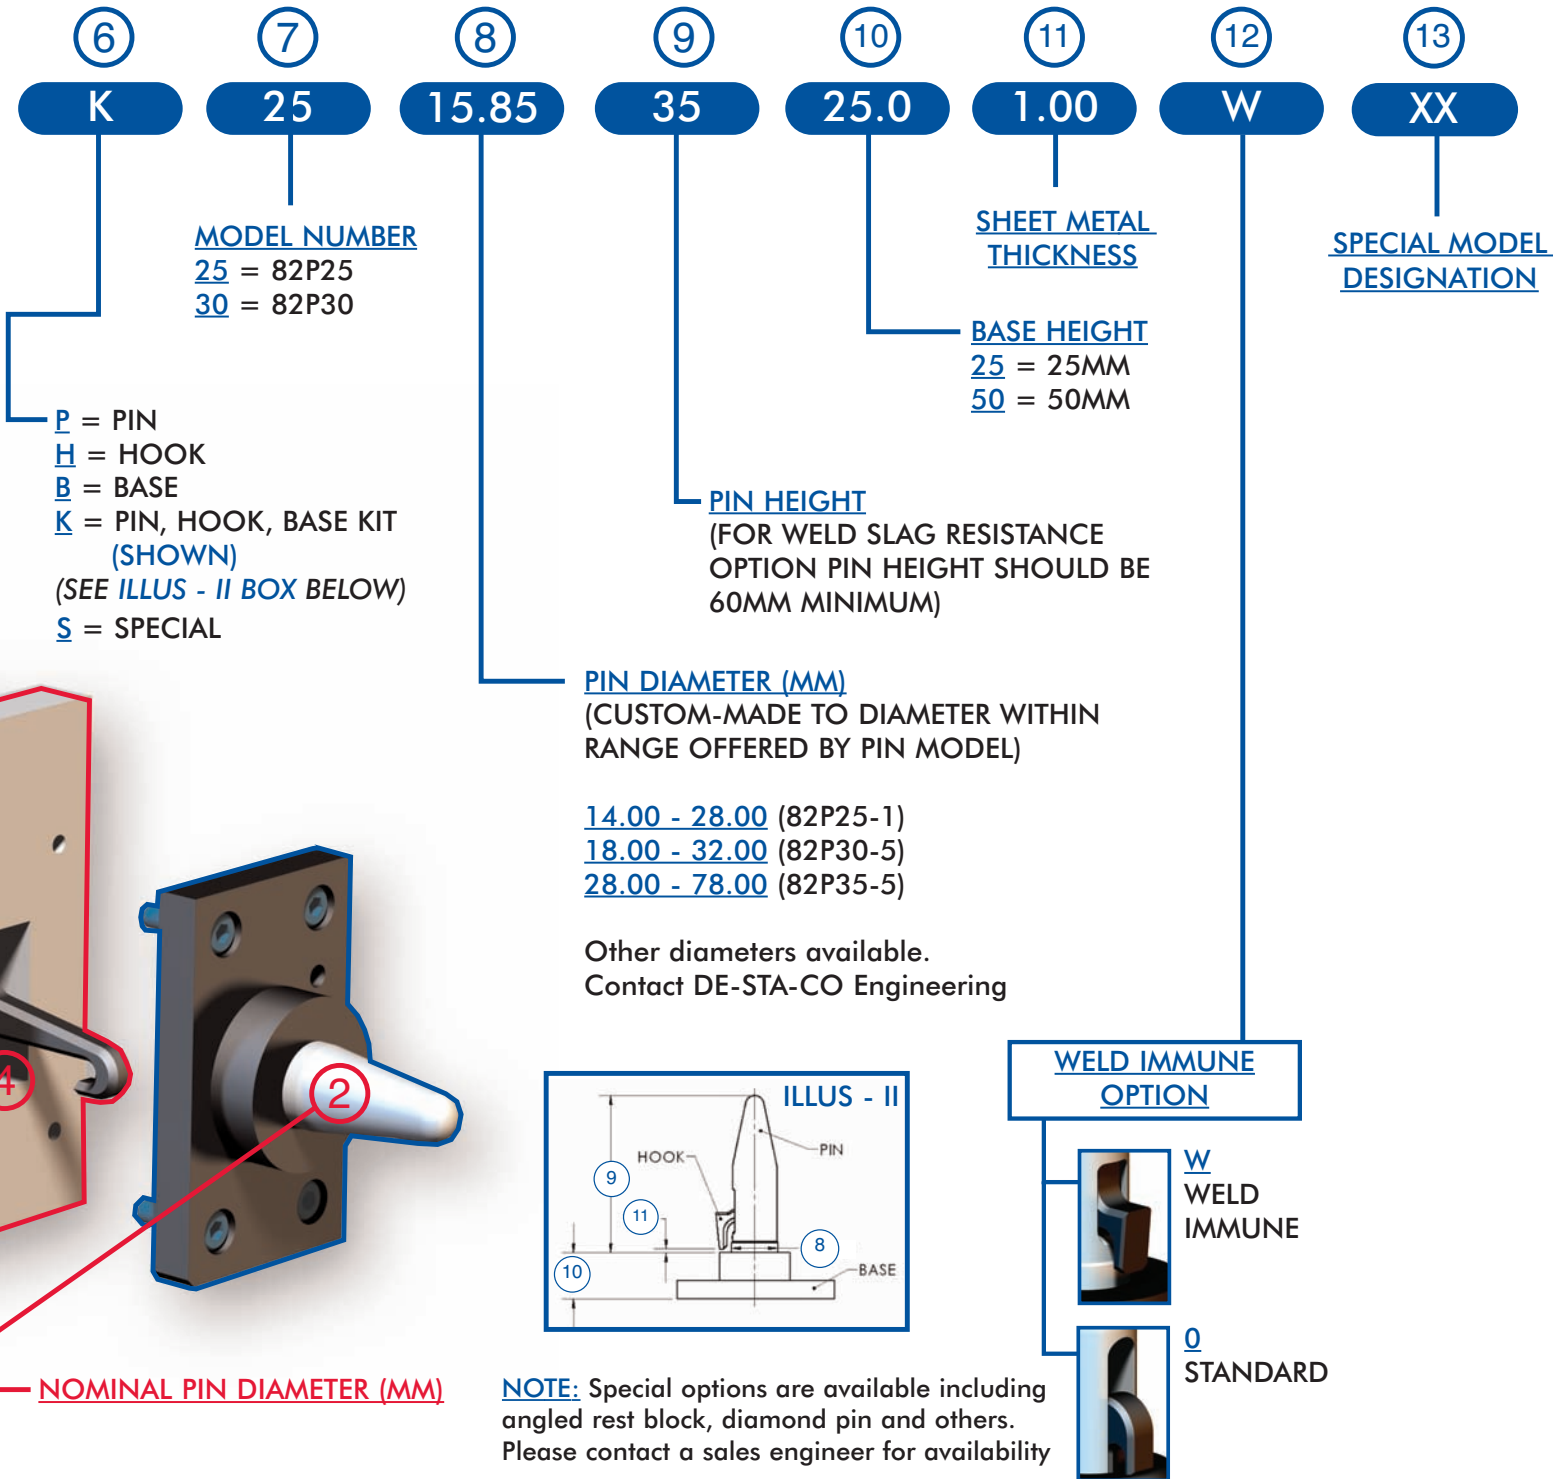 6 7 8 9 10 11 12 13
K 25 15.85 35 25.0 1.00 W XX
MODEL NUMBER
25 = 82P25
30 = 82P30
SHEET METAL
THICKNESS
SPECIAL MODEL
DESIGNATION
BASE HEIGHT
25 = 25MM
50 = 50MM
P = PIN
H = HOOK
B = BASE
K = PIN, HOOK, BASE KIT
(SHOWN)
(SEE ILLUS - II BOX BELOW)
S = SPECIAL
PIN HEIGHT
(FOR WELD SLAG RESISTANCE
OPTION PIN HEIGHT SHOULD BE
60MM MINIMUM)
PIN DIAMETER (MM)
(CUSTOM-MADE TO DIAMETER WITHIN
RANGE OFFERED BY PIN MODEL)
14.00 - 28.00 (82P25-1)
18.00 - 32.00 (82P30-5)
28.00 - 78.00 (82P35-5)
Other diameters available.
Contact DE-STA-CO Engineering
4
2
ILLUS - II
HOOK
PIN
9
11
8
10
BASE
WELD IMMUNE
OPTION
W
WELD
IMMUNE
0
STANDARD
NOMINAL PIN DIAMETER (MM)
NOTE: Special options are available including
angled rest block, diamond pin and others.
Please contact a sales engineer for availability